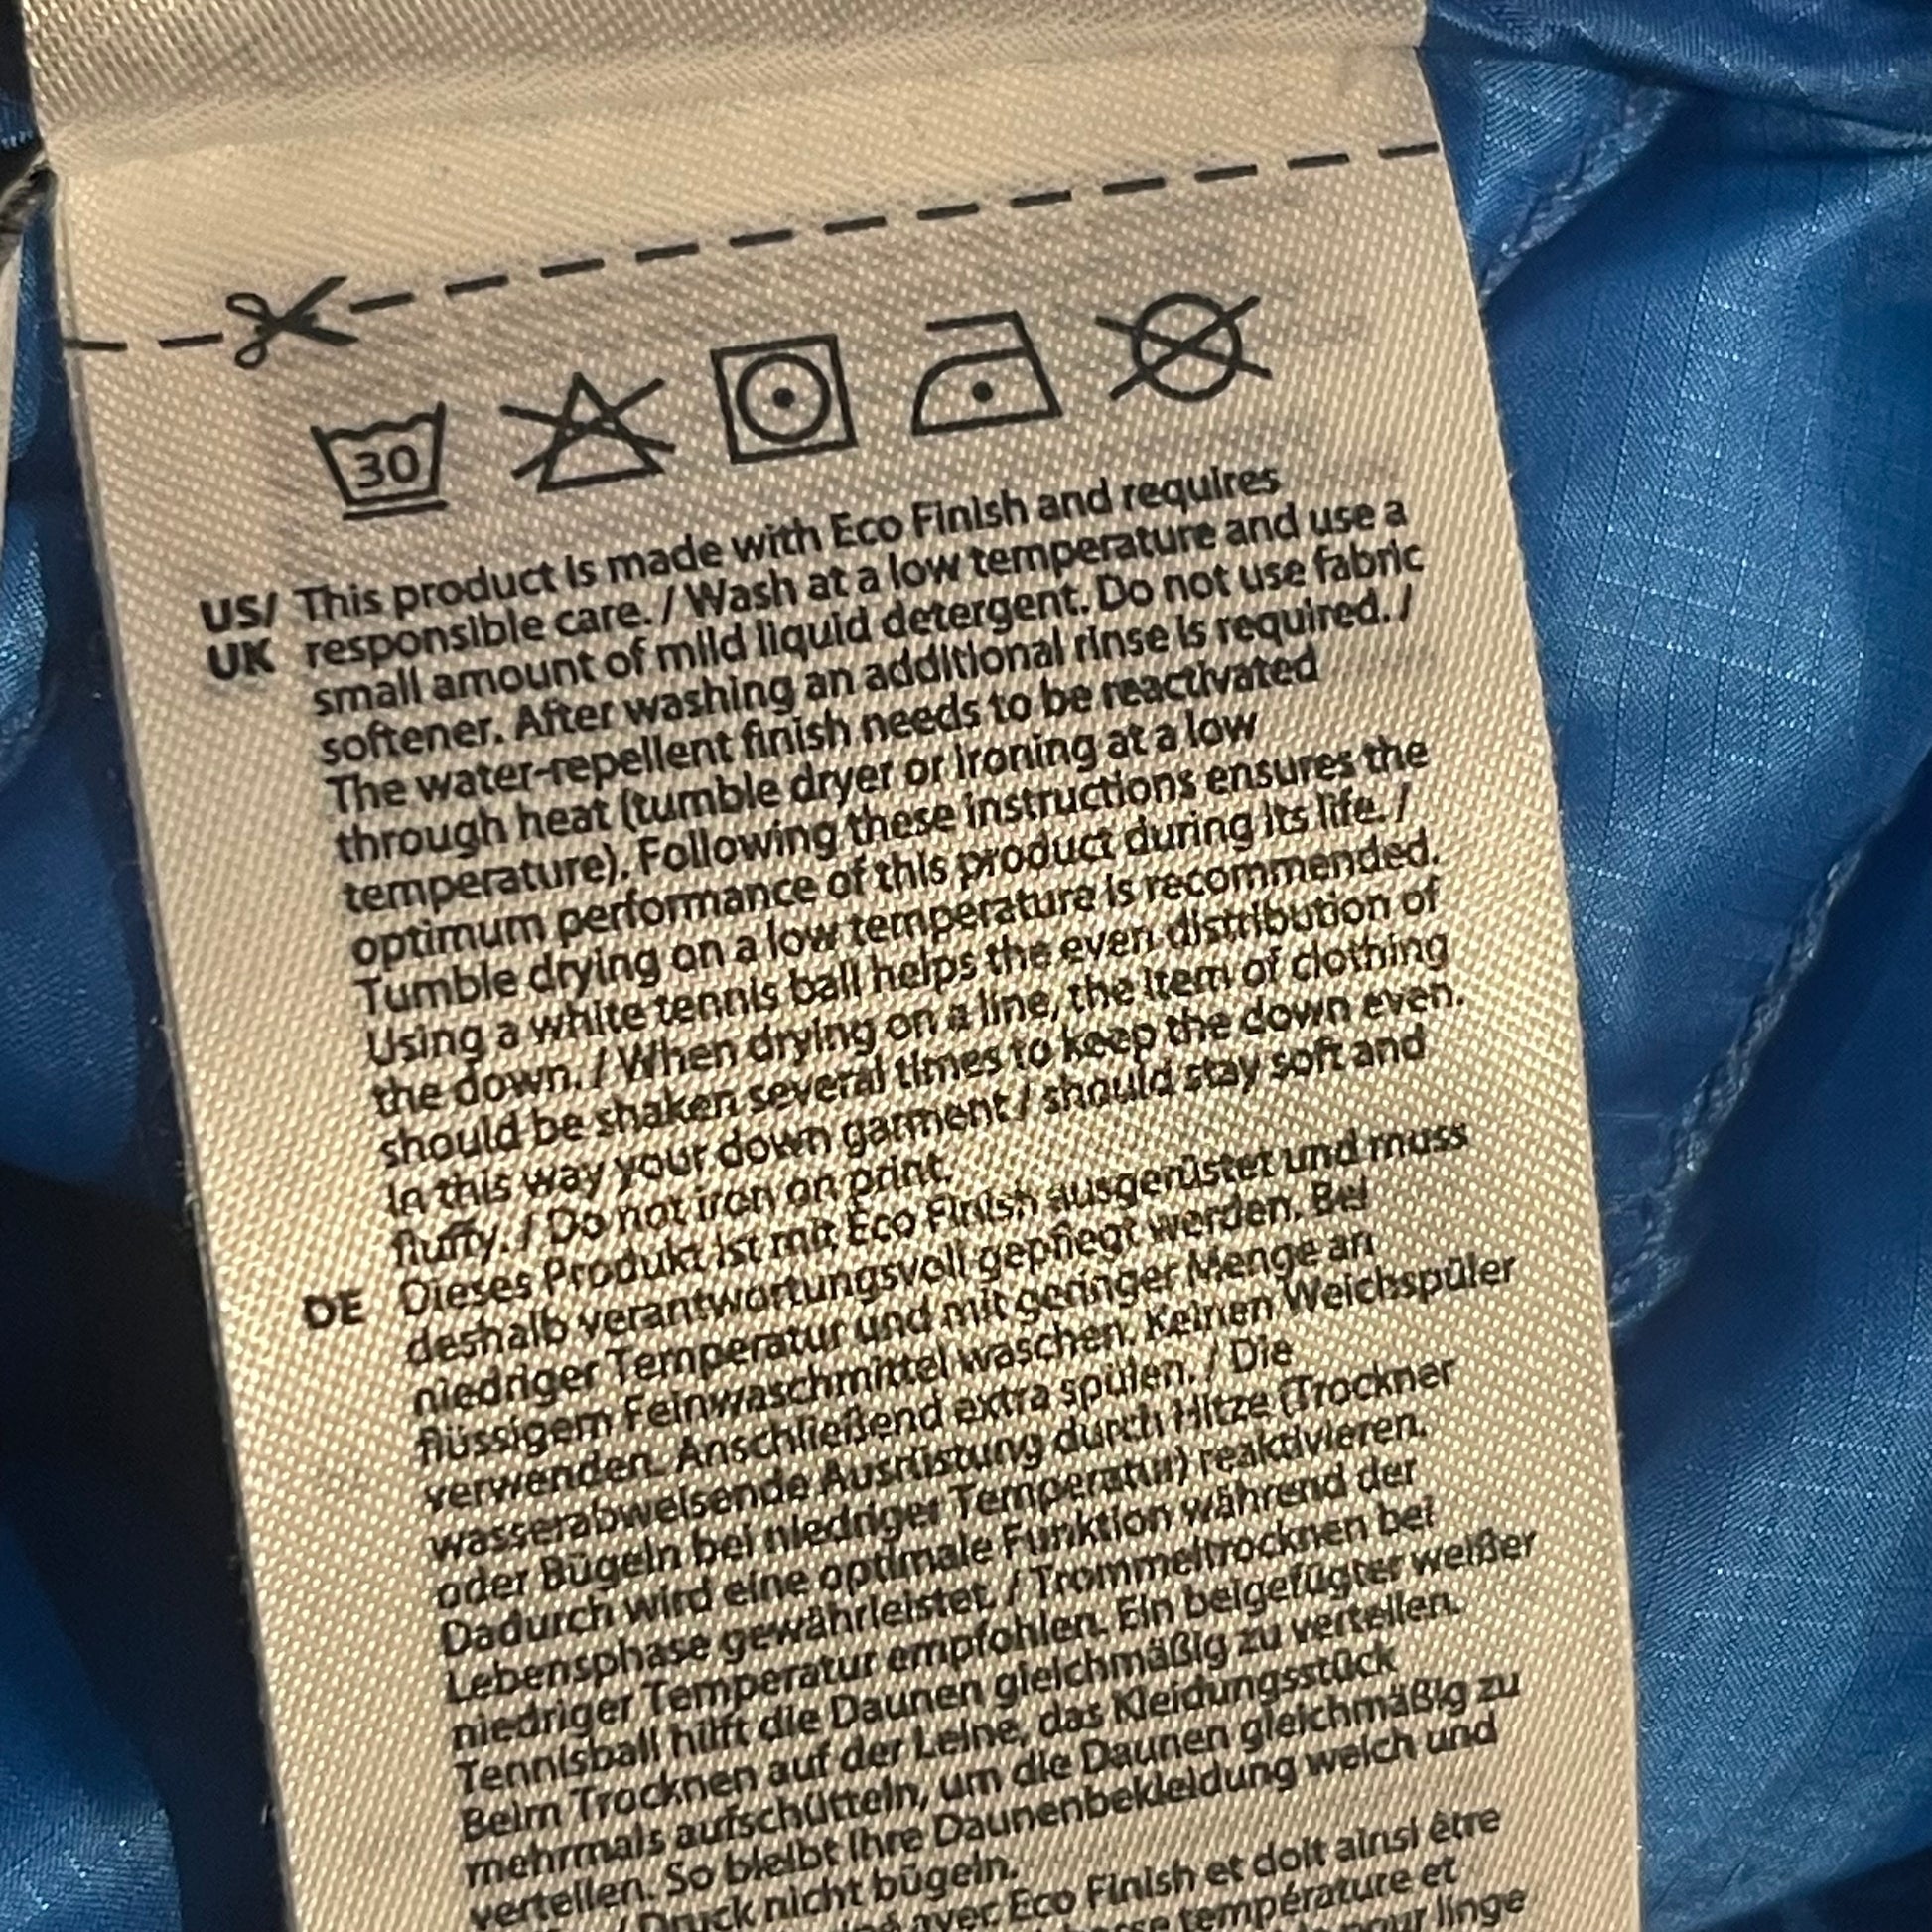 30
US/ This product is made with Eco Finish and requires
UK responsible care. / Wash at a low temperature and use a
small amount of mild liquid detergent. Do not use fabric
softener. After washing an additional rinse is required. /
The water-repellent finish needs to be reactivated
through heat (tumble dryer or ironing at a low
temperature). Following these instructions ensures the
optimum performance of this product during its life. /
Tumble drying on a low temperature is recommended.
Using a white tennis ball helps the even distribution of
the down. / When drying on a line, the item of clothing
should be shaken several times to keep the down even.
In this way your down garment / should stay soft and
fluffy. / Do not iron on print.
DE Dieses Produkt ist mit Eco Finish ausgerüstet und muss
deshalb verantwortungsvoll gepflegt werden. Bei
niedriger Temperatur und mit geringer Menge an
flüssigem Feinwaschmittel waschen. Keinen Weichspüler
verwenden. Anschließend extra spülen. / Die
wasserabweisende Ausrüstung durch Hitze (Trockner
oder Bügeln bei niedriger Temperatur) reaktivieren.
Dadurch wird eine optimale Funktion während der
Lebensphase gewährleistet. / Trommeltrocknen bei
niedriger Temperatur empfohlen. Ein beigefügter weißer
Tennisball hilft die Daunen gleichmäßig zu verteilen.
Beim Trocknen auf der Leine, das Kleidungsstück
mehrmals aufschütteln, um die Daunen gleichmäßig zu
verteilen. So bleibt Ihre Daunenbekleidung weich und
/ Druck nicht bügeln.
avec Eco Finish et doit ainsi être
température et
pour linge